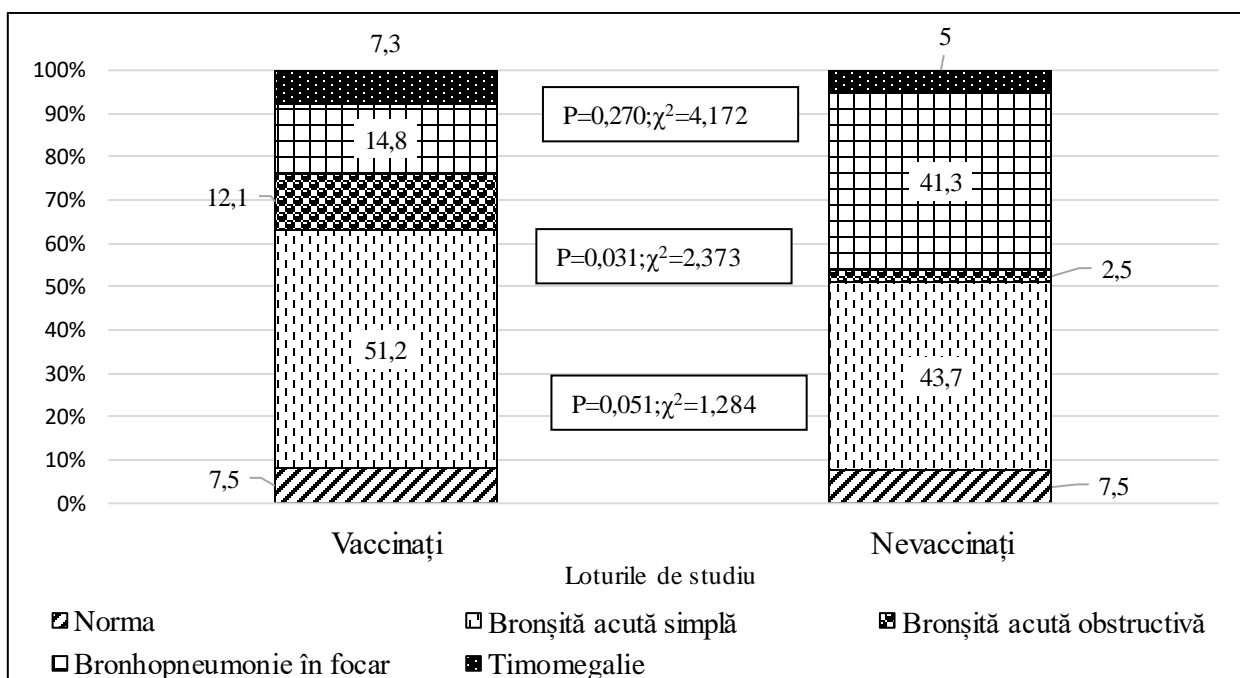 7,3
5
100%
90%
80%
70%
60%
50%
40%
30%
20%
10%
0%
P=0,270;χ²=4,172
14,8
41,3
12,1
P=0,031;χ²=2,373
2,5
51,2
43,7
P=0,051;χ²=1,284
7,5
7,5
Vaccinați
Nevaccinați
Loturile de studiu
Norma
Bronșită acută simplă
Bronșită acută obstructivă
Bronhopneumonie în focar
Timomegalie